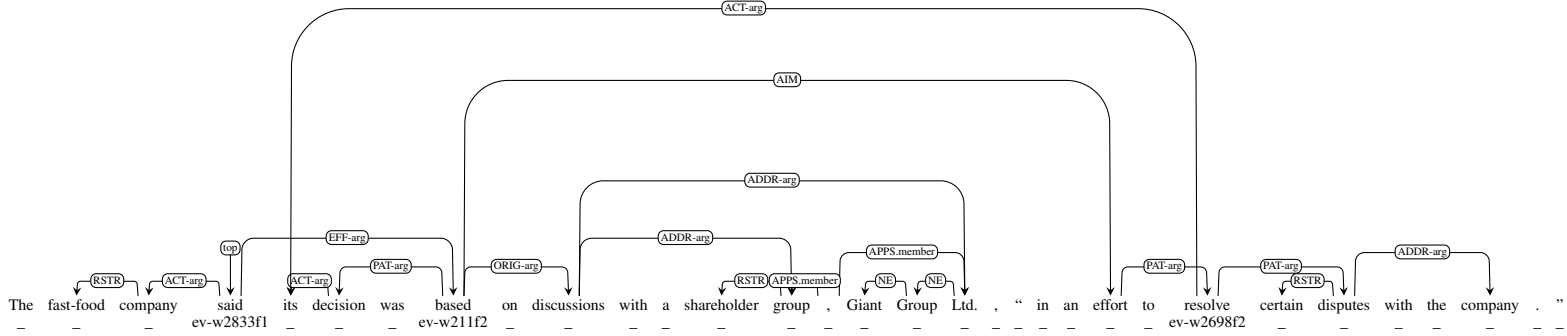 ACT-arg
AIM
ADDR-arg
top EFF-arg ADDR-arg
APPS.member ADDR-arg
PAT-arg ORIG-arg PAT-arg PAT-arg
RSTR ACT-arg ACT-arg RSTR APPS.member NE NE RSTR
The fast-food company said its decision was based on discussions with a shareholder group , Giant Group Ltd. , “ in an effort to resolve certain disputes with the company . ”
ev-w2833f1 ev-w211f2 ev-w2698f2
_ _ _ _ _ _ _ _ _ _ _ _ _ _ _ _ _ _ _ _ _ _ _ _ _ _ _ _ _ _ _ _